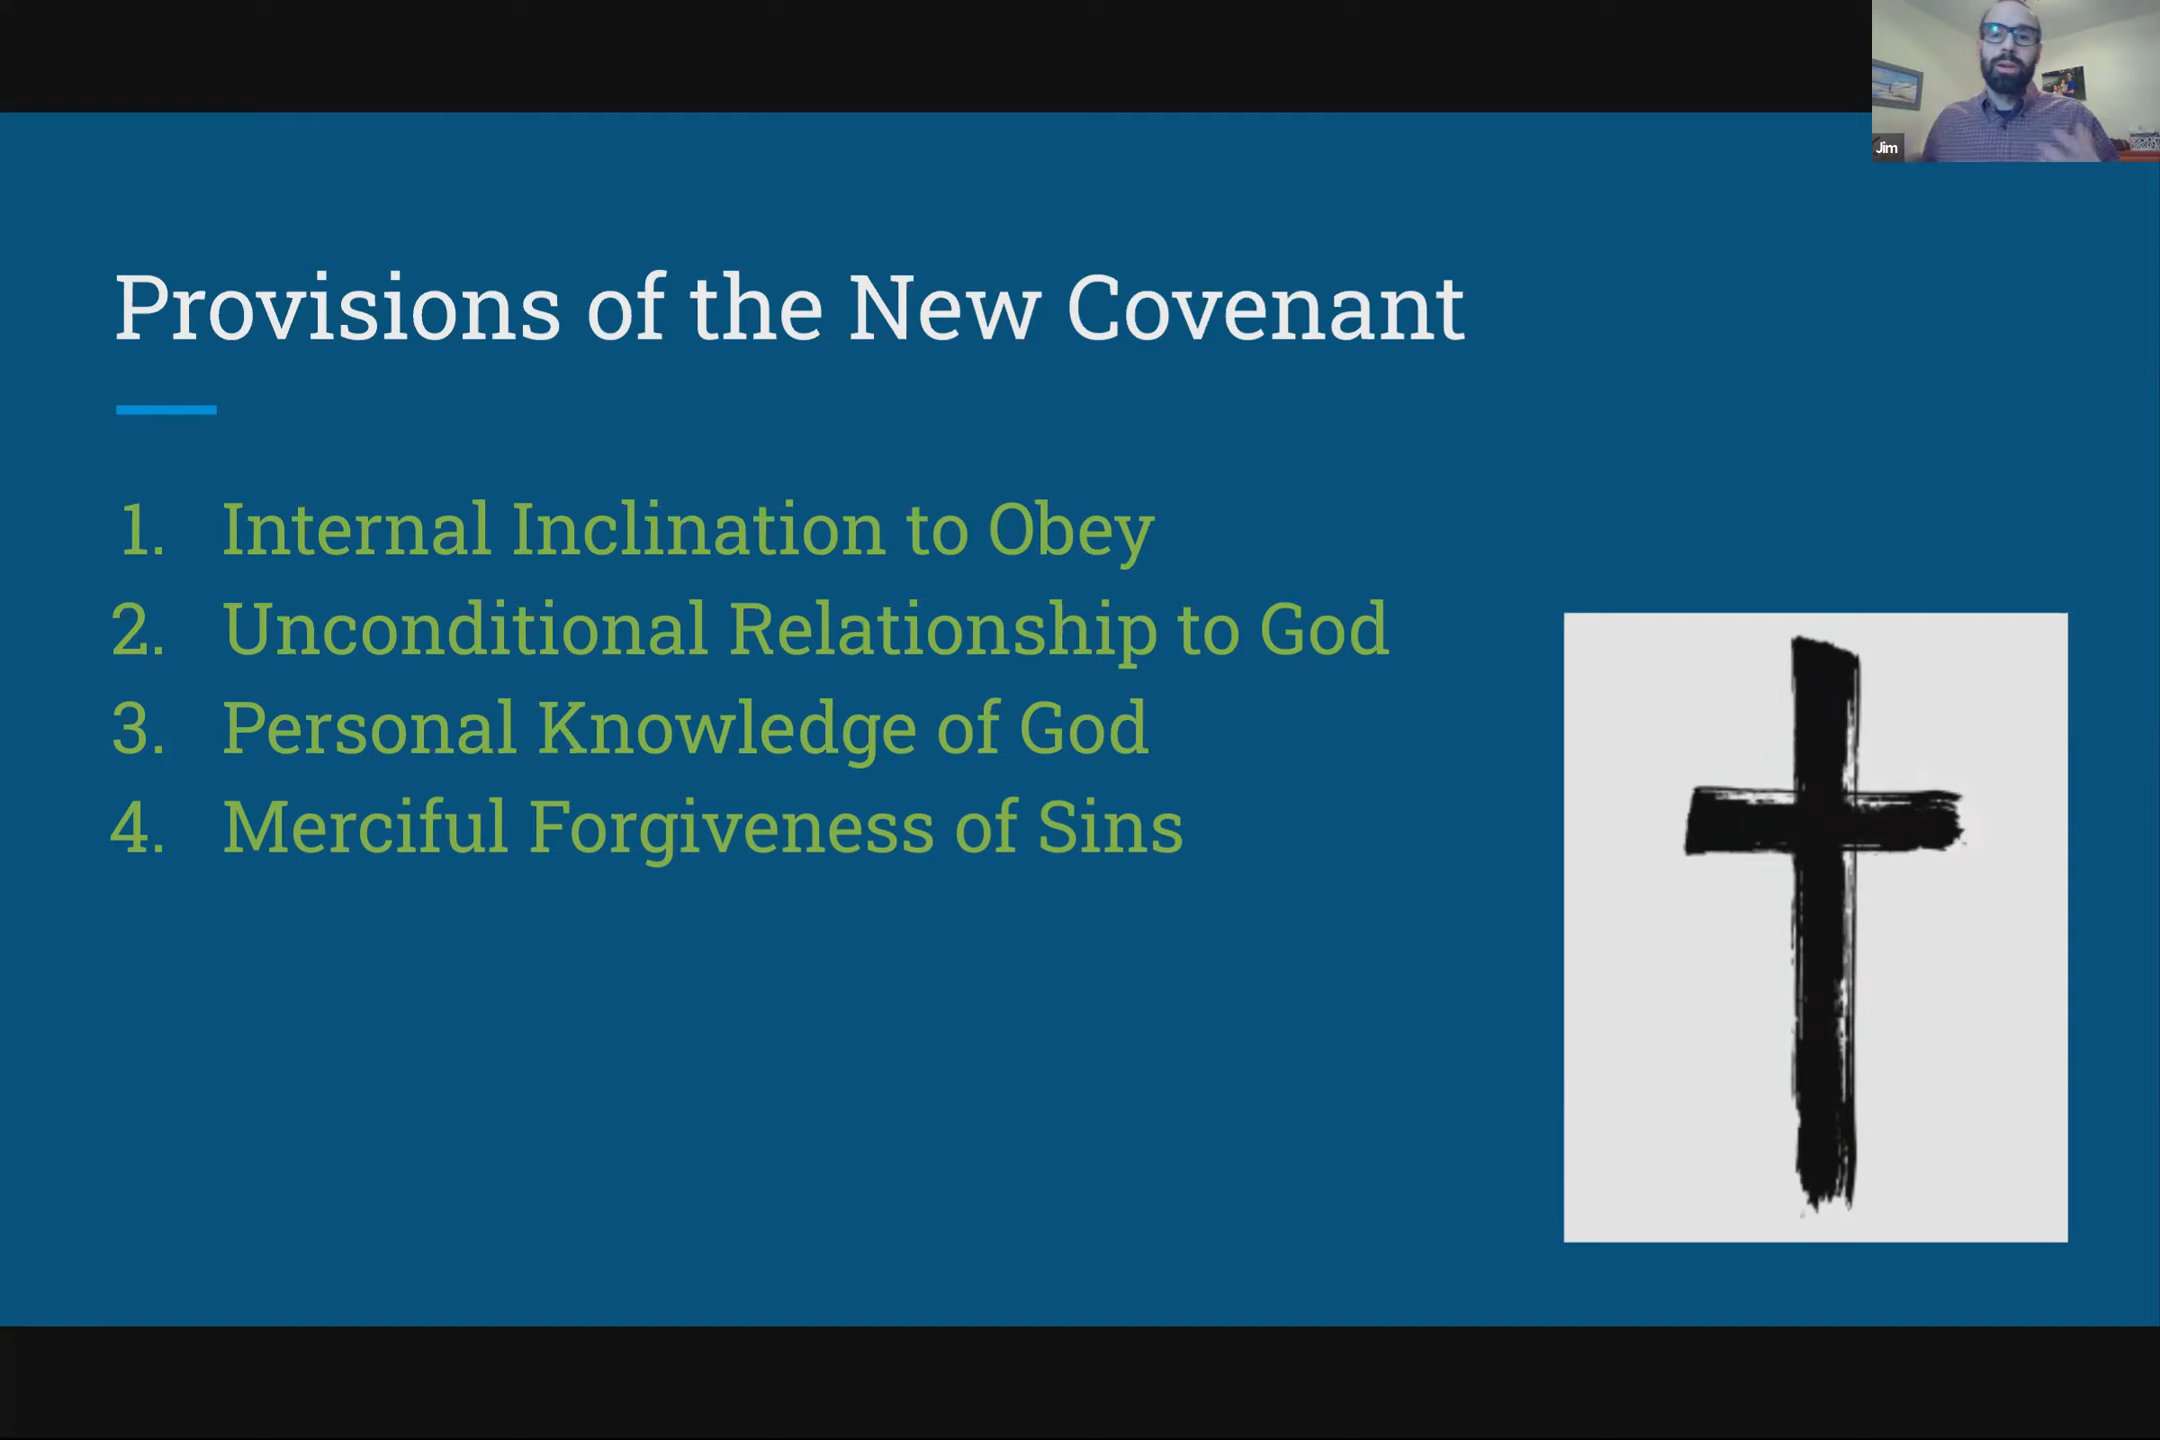 Jim
Provisions of the New Covenant
1. Internal Inclination to Obey
2. Unconditional Relationship to God
3. Personal Knowledge of God
4. Merciful Forgiveness of Sins